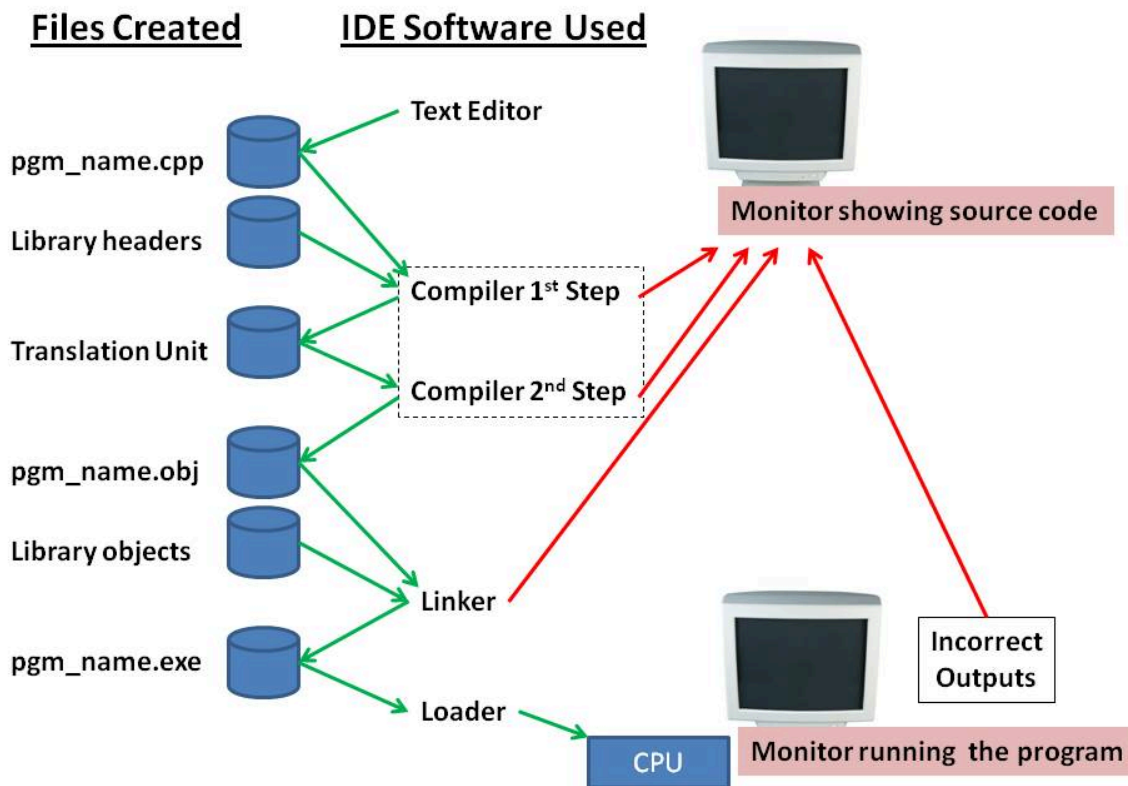 Files Created
IDE Software Used
Text Editor
pgm_name.cpp
Monitor showing source code
Library headers
Compiler 1st Step
Translation Unit
Compiler 2nd Step
pgm_name.obj
Library objects
Linker
Incorrect
Outputs
pgm_name.exe
Loader
CPU
Monitor running the program